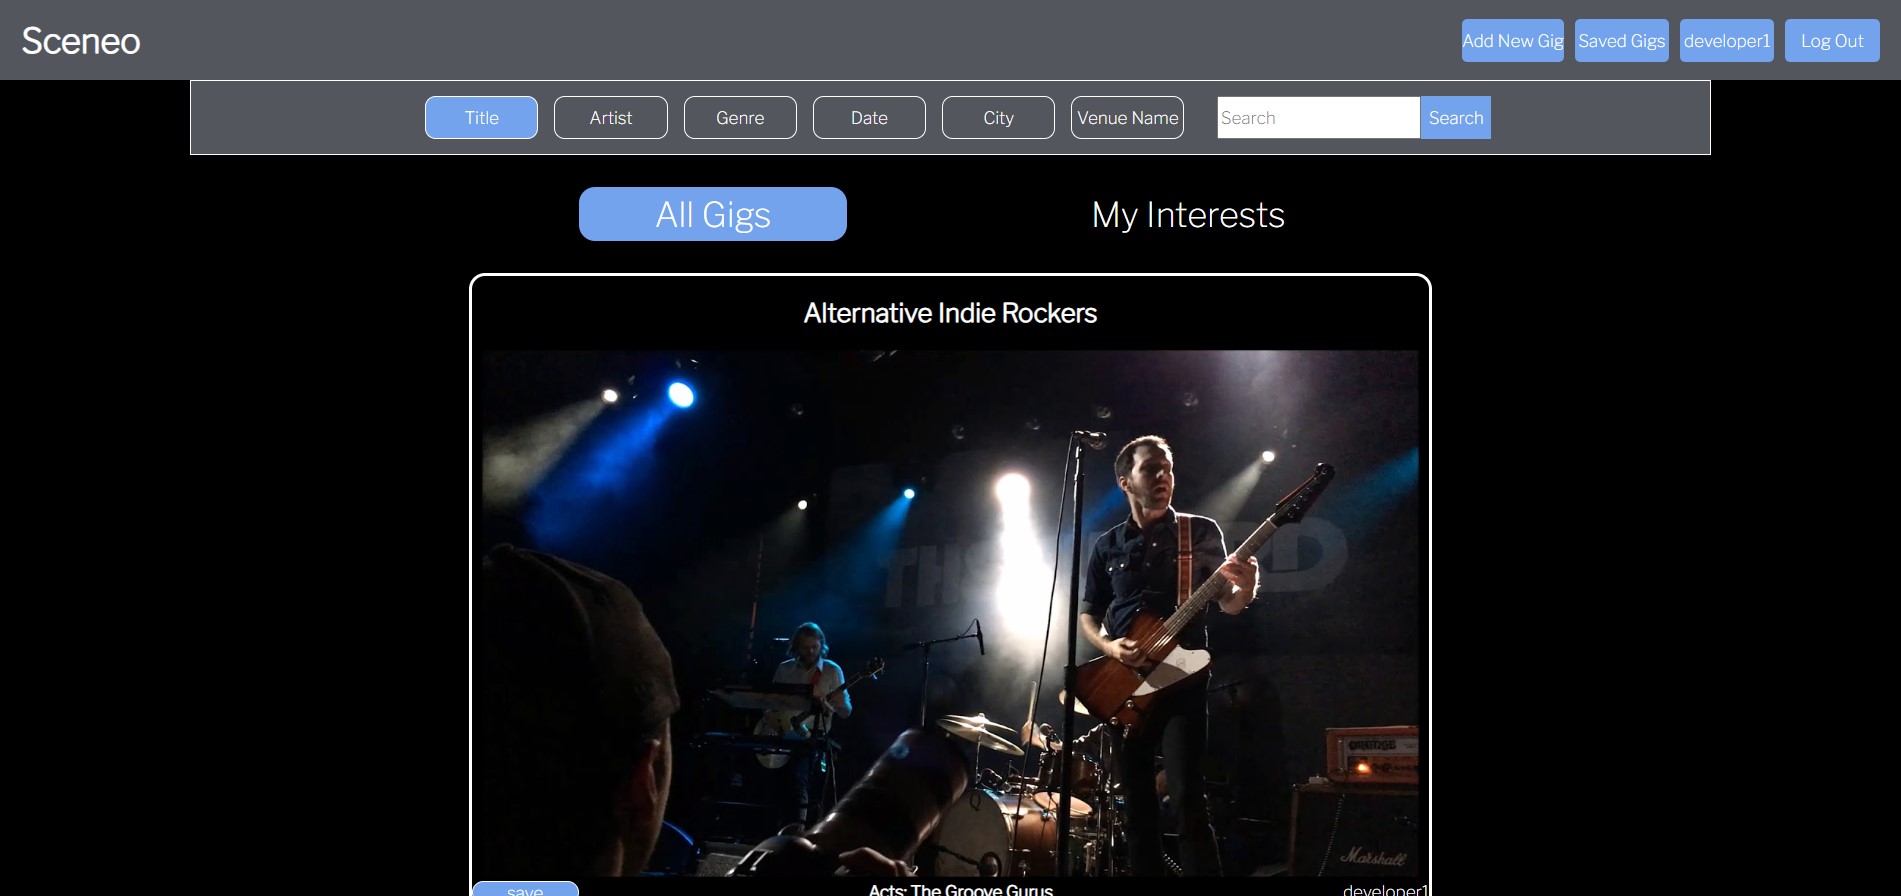 Sceneo
Add New Gig
Saved Gigs
developer1
Log Out
Title
Artist
Genre
Date
City
Venue Name
Search
Search
All Gigs
My Interests
Alternative Indie Rockers
ORANGE
Marshall
save
Acts: The Groove Gurus
developer1